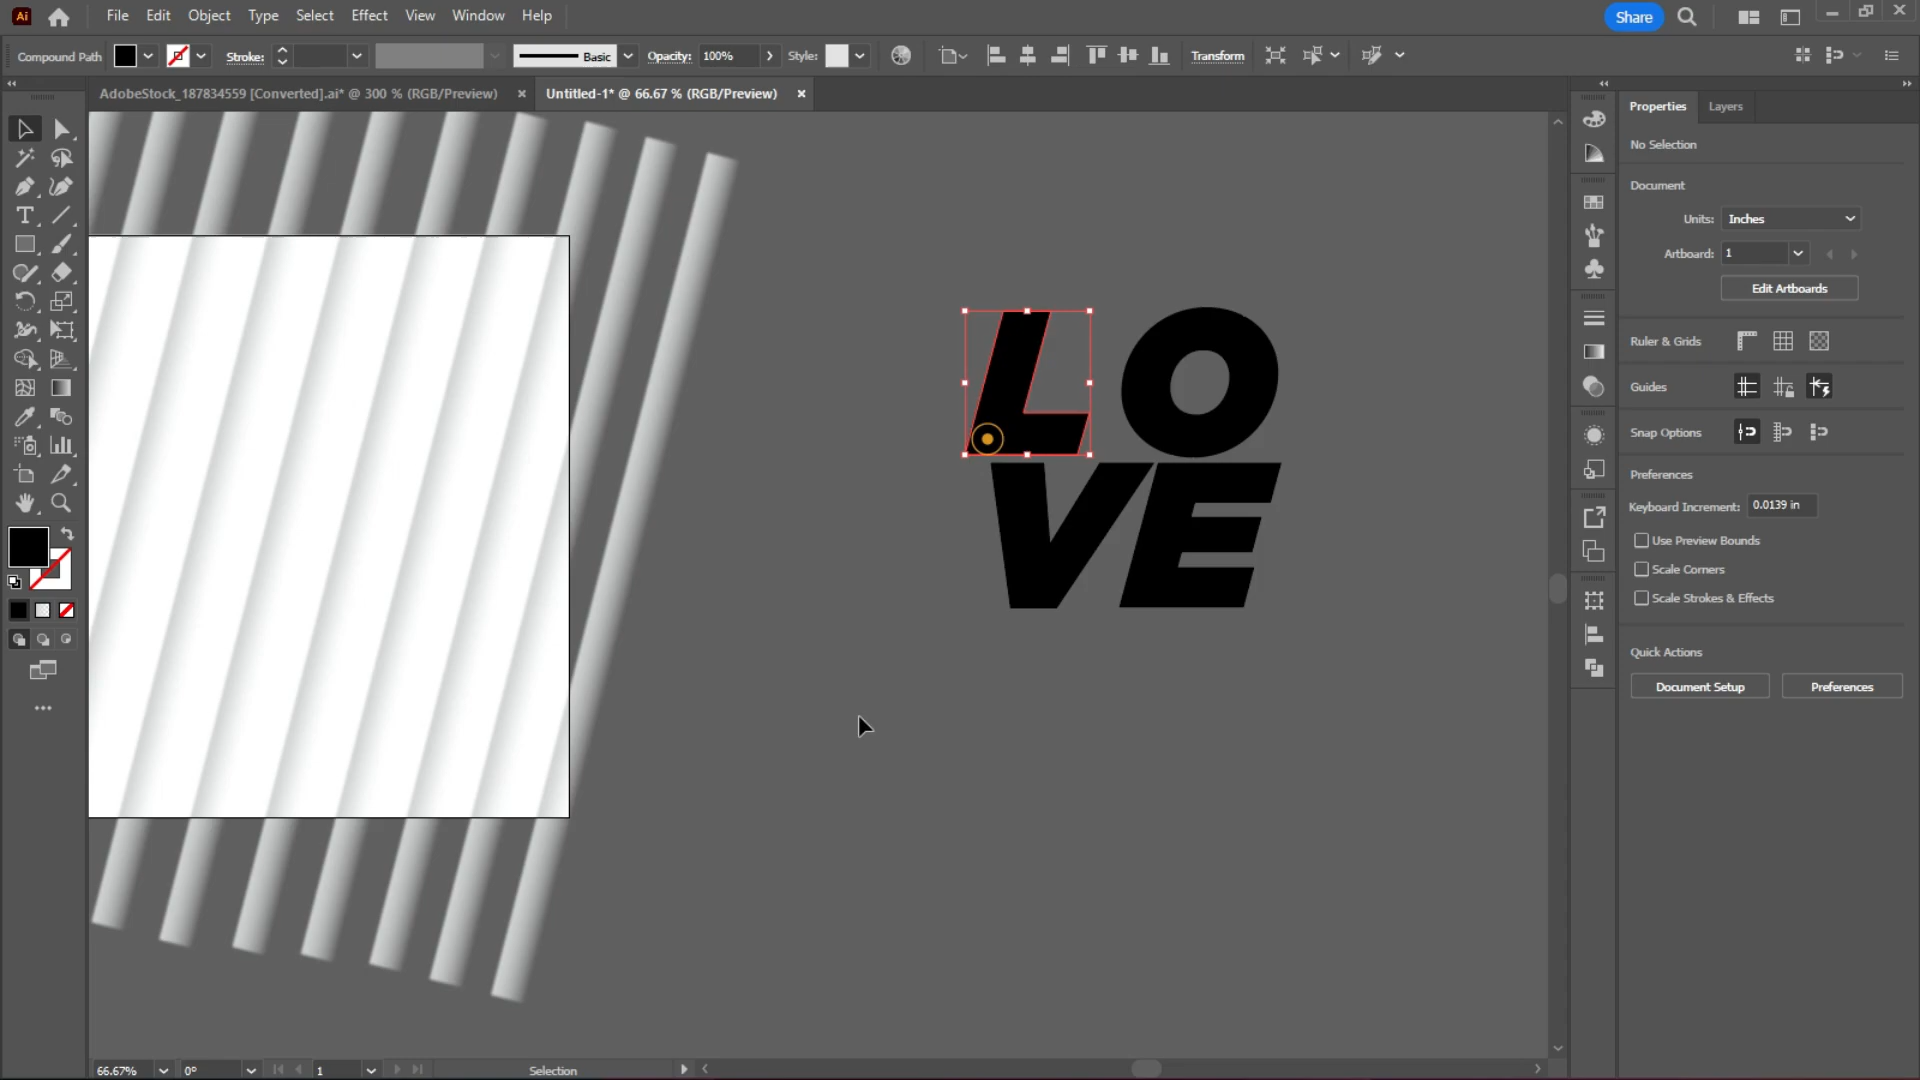 Ai File Edit Object Type Select Effect View Window Help Share
Compound Path Stroke: Basic Opacity: 100% Style: Transform
AdobeStock_187834559 [Converted].ai* @ 300 % (RGB/Preview) × Untitled-1* @ 66.67 % (RGB/Preview) ×
Properties Layers
No Selection
Document
Units: Inches
Artboard: 1
Edit Artboards
Ruler & Grids
Guides
Snap Options
Preferences
Keyboard Increment: 0.0139 in
Use Preview Bounds
Scale Corners
Scale Strokes & Effects
Quick Actions
Document Setup Preferences
LO
VE
66.67% 0° 1 Selection